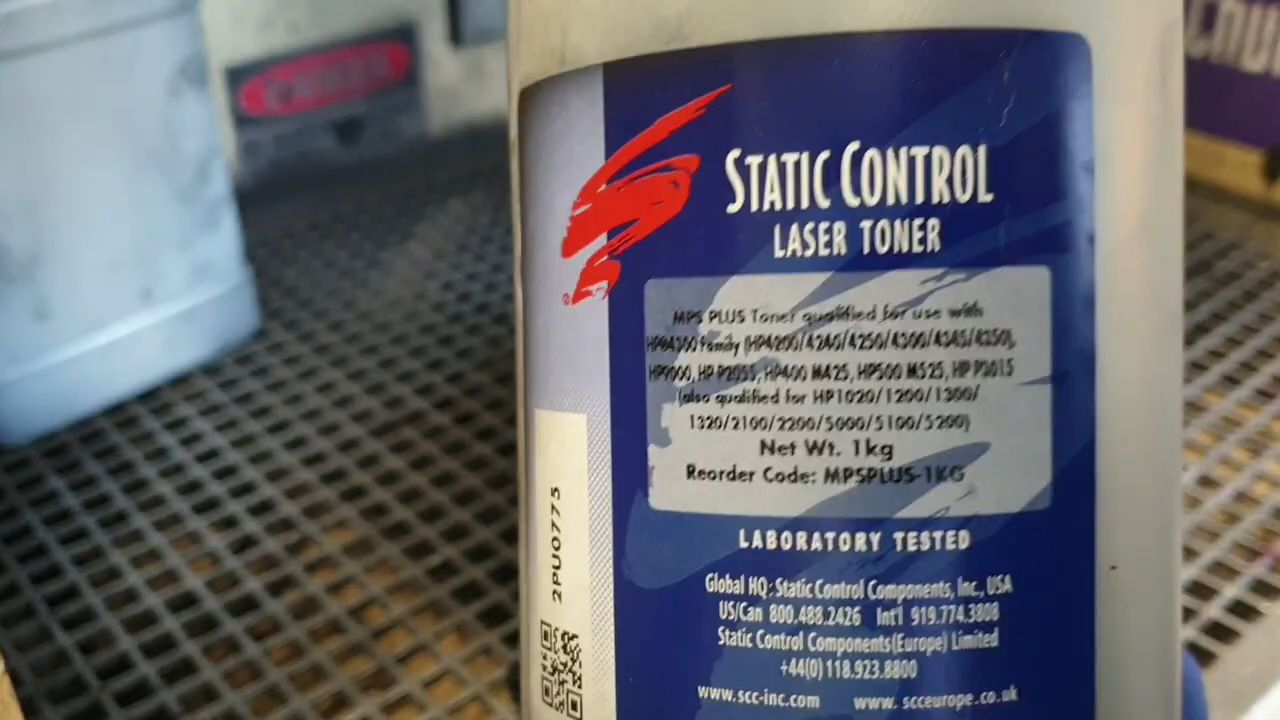 STATIC CONTROL
LASER TONER
MPS PLUS Toner qualified for use with
Family (HP4200/4240/4250/4300/4345/4350),
HP9000, HP P2055, HP400 M425, HP500 M525, HP P3015
(also qualified for HP1020/1200/1300/
1320/2100/2200/5000/5100/5200)
Net Wt. 1kg
Reorder Code: MPSPLUS-1KG
LABORATORY TESTED
Global HQ: Static Control Components, Inc., USA
US/Can 800.488.2426 Int'l 919.774.3808
Static Control Components (Europe) Limited
+44(0)118.923.8800
www.scc-inc.com www.scceurope.co.uk
2PU0775